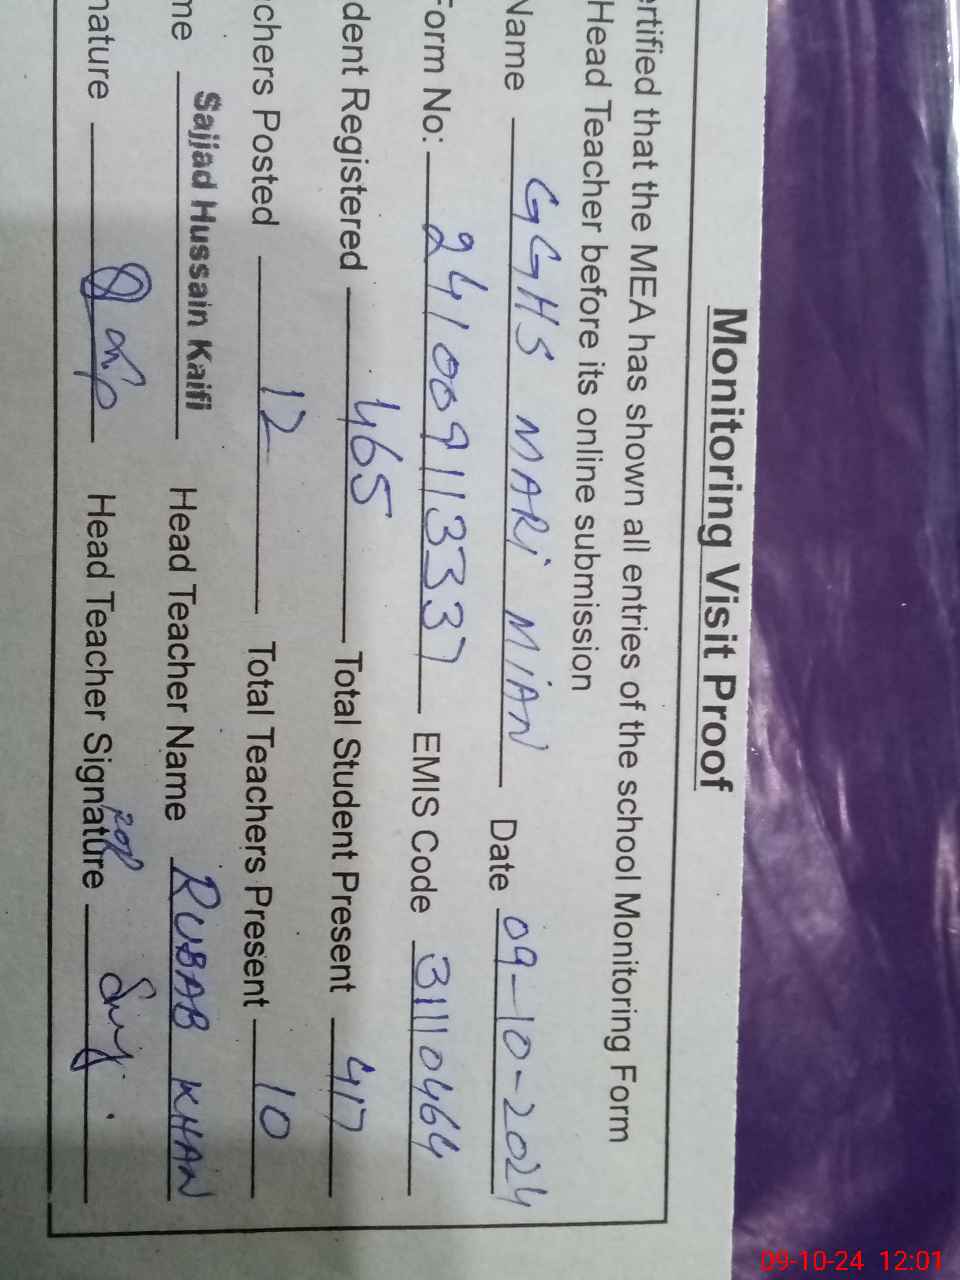 Monitoring Visit Proof
ertified that the MEA has shown all entries of the school Monitoring Form
Head Teacher before its online submission
Name GGHS MARI MIAN Date 09-10-2024
Form No: 241009113337 EMIS Code 31110464
dent Registered 465 Total Student Present 417
chers Posted 12 Total Teachers Present 10
me Sajjad Hussain Kaifi Head Teacher Name RUBAB KHAN
nature Head Teacher Signature
09-10-24 12:01